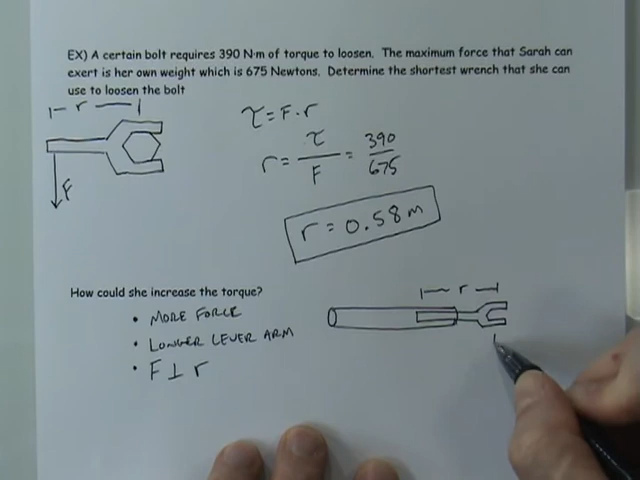 EX) A certain bolt requires 390 N·m of torque to loosen. The maximum force that Sarah can
exert is her own weight which is 675 Newtons. Determine the shortest wrench that she can
use to loosen the bolt
r
F
τ = F · r
r = τ / F = 390 / 675
r = 0.58 m
How could she increase the torque?
• MORE FORCE
• LONGER LEVER ARM
• F ⊥ r
r